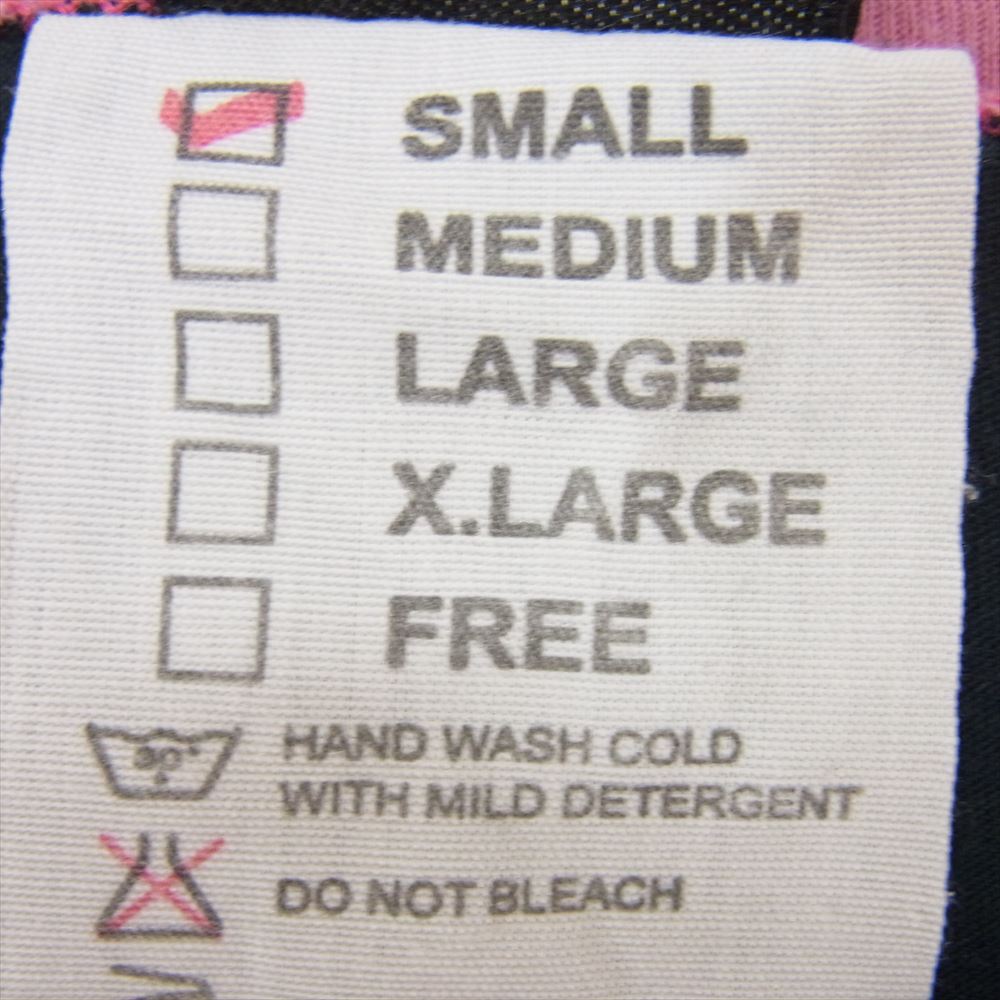 SMALL
MEDIUM
LARGE
X.LARGE
FREE
30°
HAND WASH COLD
WITH MILD DETERGENT
DO NOT BLEACH